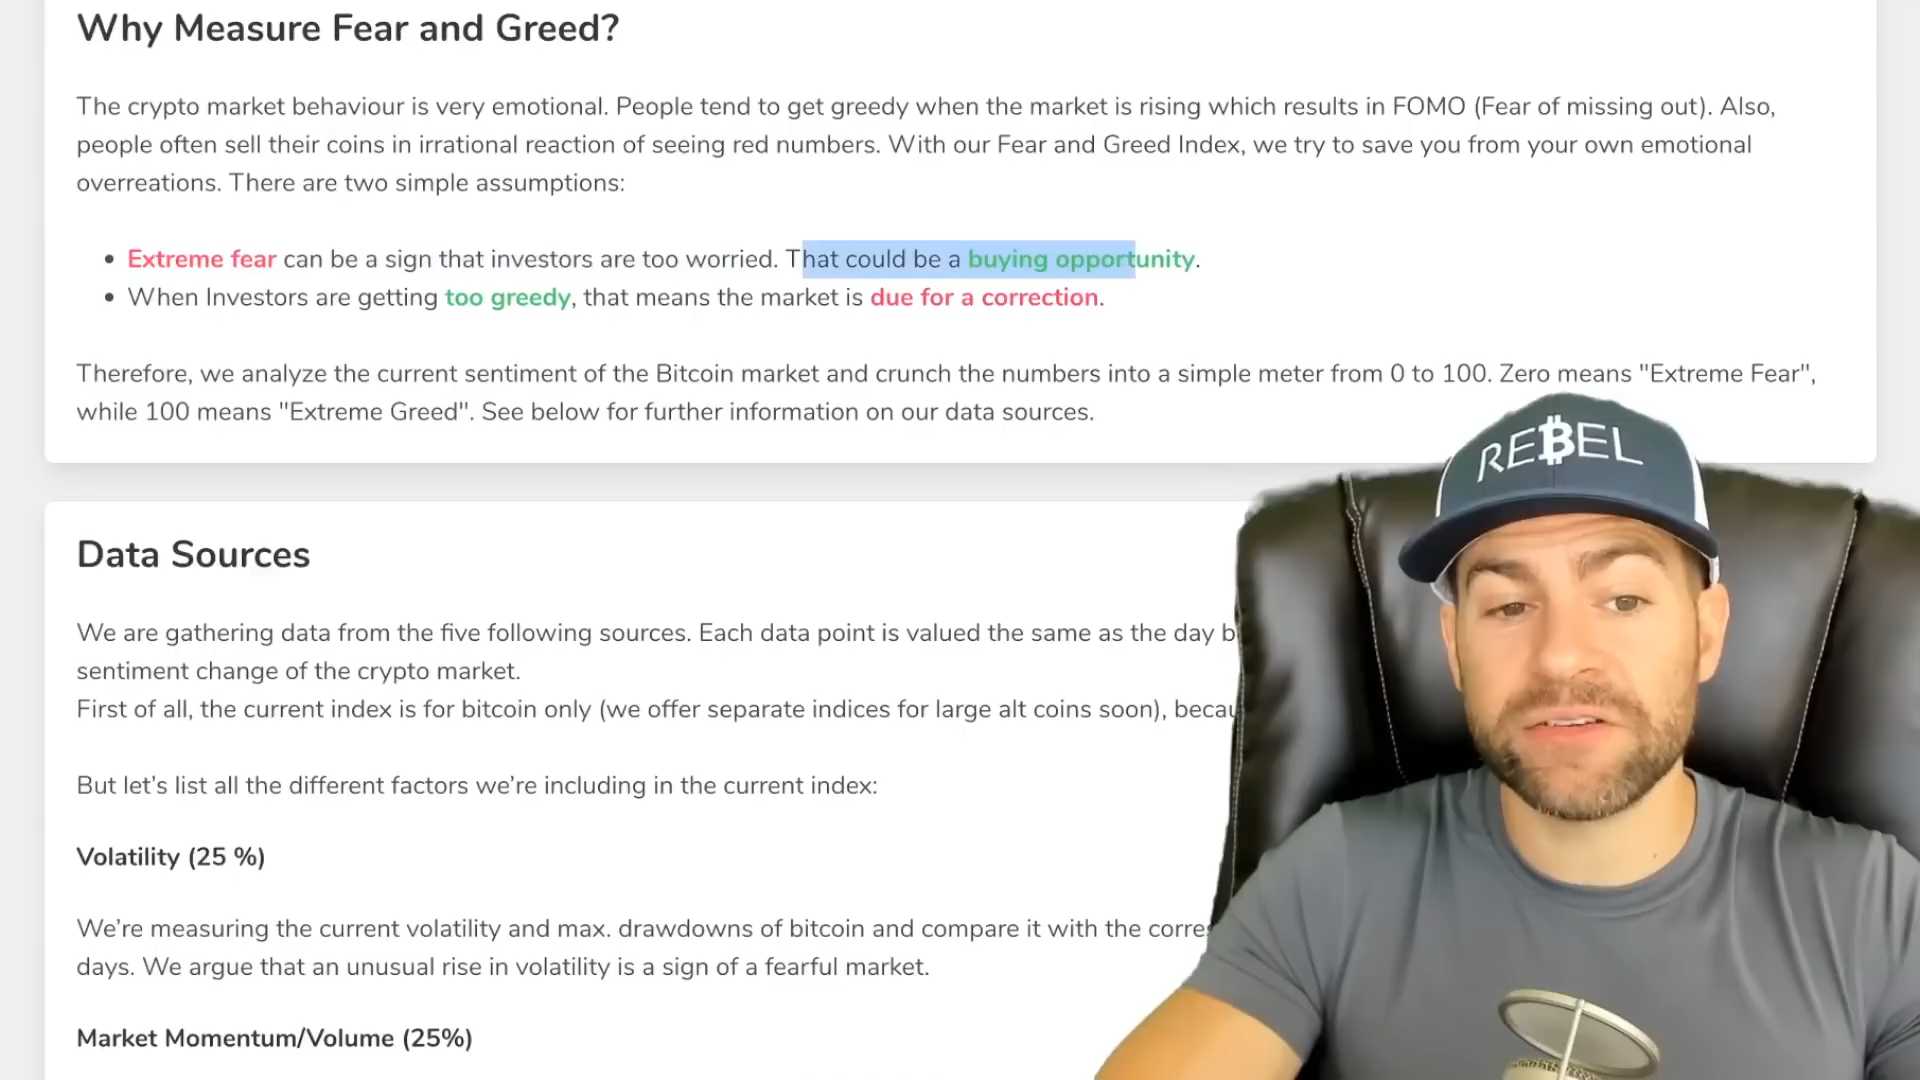 Why Measure Fear and Greed?
The crypto market behaviour is very emotional. People tend to get greedy when the market is rising which results in FOMO (Fear of missing out). Also,
people often sell their coins in irrational reaction of seeing red numbers. With our Fear and Greed Index, we try to save you from your own emotional
overreations. There are two simple assumptions:
• Extreme fear can be a sign that investors are too worried. That could be a buying opportunity.
• When Investors are getting too greedy, that means the market is due for a correction.
Therefore, we analyze the current sentiment of the Bitcoin market and crunch the numbers into a simple meter from 0 to 100. Zero means "Extreme Fear",
while 100 means "Extreme Greed". See below for further information on our data sources.
REBEL
Data Sources
We are gathering data from the five following sources. Each data point is valued the same as the day
sentiment change of the crypto market.
First of all, the current index is for bitcoin only (we offer separate indices for large alt coins soon),
But let’s list all the different factors we’re including in the current index:
Volatility (25 %)
We’re measuring the current volatility and max. drawdowns of bitcoin and compare it with the
days. We argue that an unusual rise in volatility is a sign of a fearful market.
Market Momentum/Volume (25%)